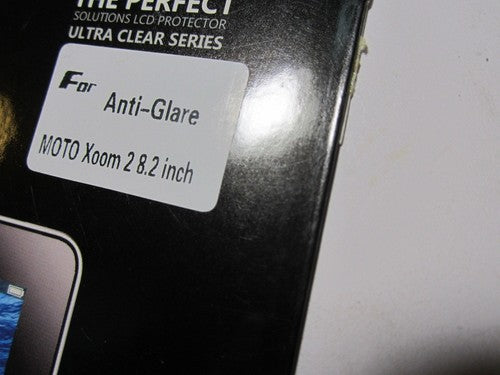 THE PERFECT
SOLUTIONS LCD PROTECTOR
ULTRA CLEAR SERIES
For Anti-Glare
MOTO Xoom 2 8.2 inch